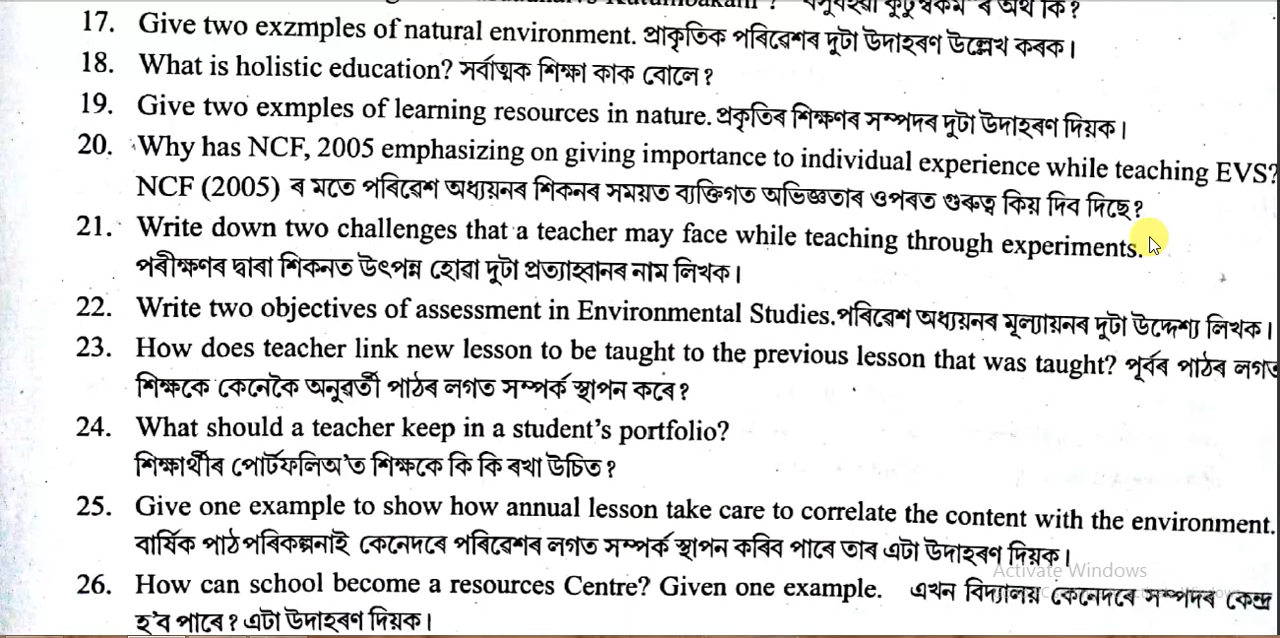 17. Give two exzmples of natural environment. প্ৰাকৃতিক পৰিৱেশৰ দুটা উদাহৰণ উল্লেখ কৰক।
18. What is holistic education? সৰ্বাত্মক শিক্ষা কাক বোলে?
19. Give two exmples of learning resources in nature. প্ৰকৃতিৰ শিক্ষণৰ সম্পদৰ দুটা উদাহৰণ দিয়ক।
20. Why has NCF, 2005 emphasizing on giving importance to individual experience while teaching EVS?
NCF (2005) ৰ মতে পৰিৱেশ অধ্যয়নৰ শিকনৰ সময়ত ব্যক্তিগত অভিজ্ঞতাৰ ওপৰত গুৰুত্ব কিয় দিব দিছে?
21. Write down two challenges that a teacher may face while teaching through experiments.
পৰীক্ষণৰ দ্বাৰা শিকনত উৎপন্ন হোৱা দুটা প্ৰত্যাহ্বানৰ নাম লিখক।
22. Write two objectives of assessment in Environmental Studies. পৰিৱেশ অধ্যয়নৰ মূল্যায়নৰ দুটা উদ্দেশ্য লিখক।
23. How does teacher link new lesson to be taught to the previous lesson that was taught? পূৰ্বৰ পাঠৰ লগত
শিক্ষকে কেনেকৈ অনুৱৰ্তী পাঠৰ লগত সম্পৰ্ক স্থাপন কৰে?
24. What should a teacher keep in a student's portfolio?
শিক্ষাৰ্থীৰ পোৰ্টফলিঅ'ত শিক্ষকে কি কি ৰখা উচিত?
25. Give one example to show how annual lesson take care to correlate the content with the environment.
বাৰ্ষিক পাঠ পৰিকল্পনাই কেনেদৰে পৰিৱেশৰ লগত সম্পৰ্ক স্থাপন কৰিব পাৰে তাৰ এটা উদাহৰণ দিয়ক।
Activate Windows
26. How can school become a resources Centre? Given one example. এখন বিদ্যালয় কেনেদৰে সম্পদৰ কেন্দ্ৰ
হ'ব পাৰে? এটা উদাহৰণ দিয়ক।